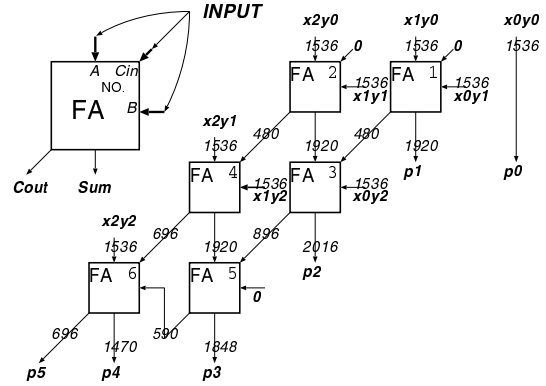 INPUT
x2y0 x1y0 x0y0
1536 0 1536 0 1536
A Cin
NO.
FA
B
FA 2 1536 FA 1 1536
x1y1 x0y1
x2y1
480 480
1536 1920 1920
p1 p0
FA 4 1536 FA 3 1536
x1y2 x0y2
Cout Sum
x2y2
696 896
1536 1920 2016
p2
FA 6 FA 5
0
696 590
1470 1848
p5 p4 p3